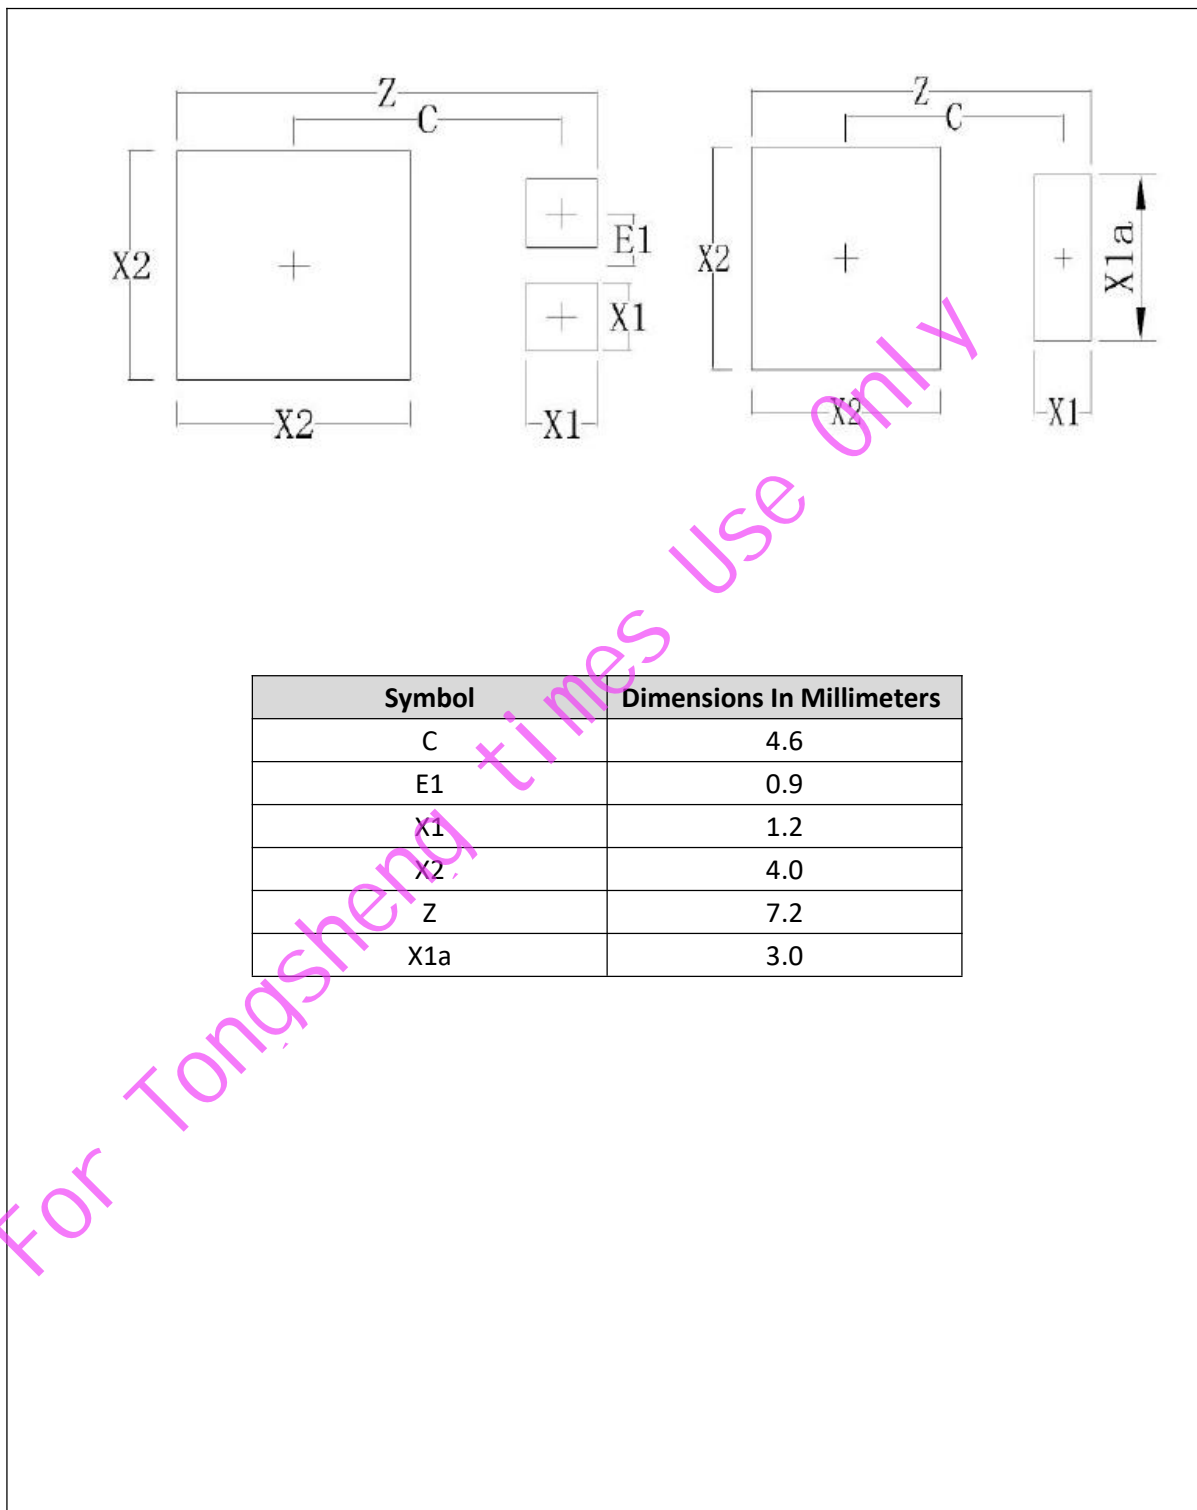 Z
C
X2
E1
X1
X2
X1
Z
C
X2
X1a
X2
X1
Symbol Dimensions In Millimeters
C 4.6
E1 0.9
X1 1.2
X2 4.0
Z 7.2
X1a 3.0
For Tongsheng times Use Only